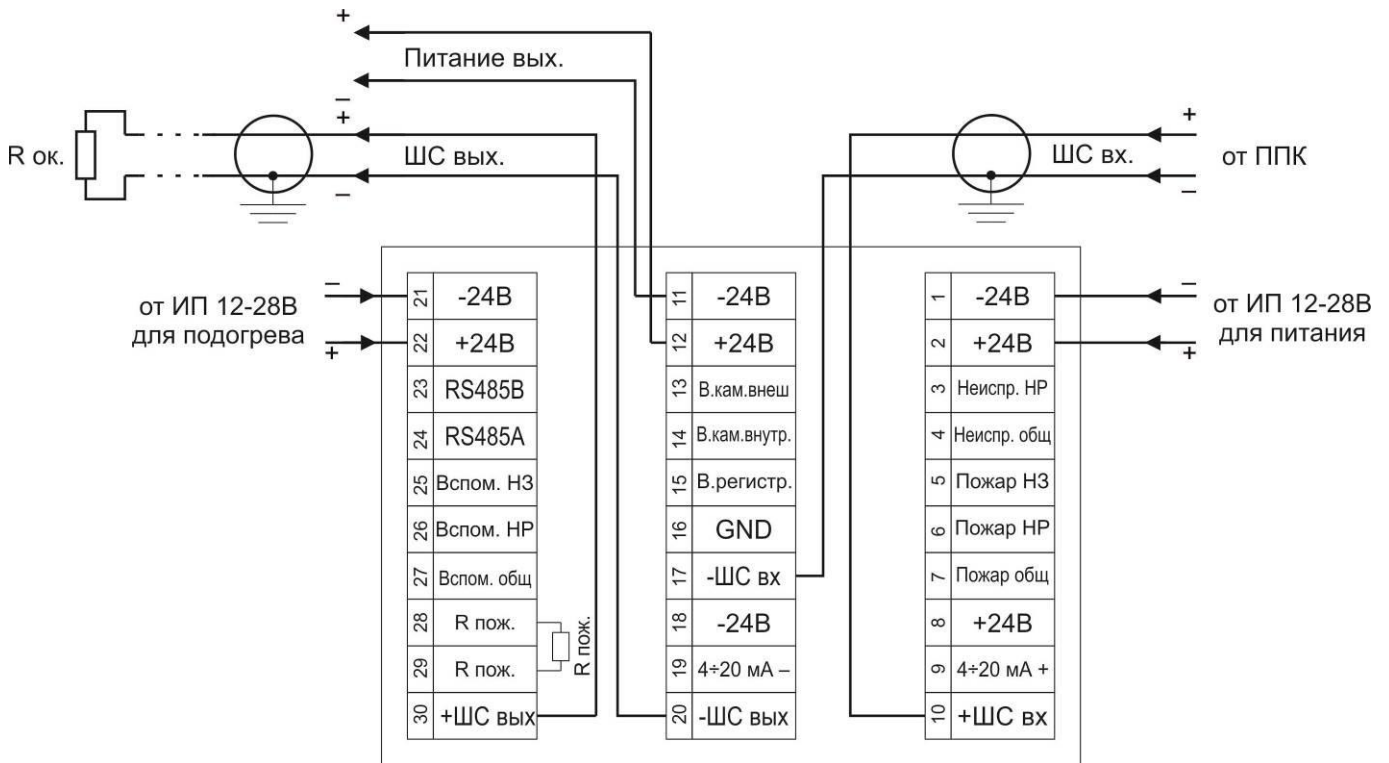 +
Питание вых.
–
+
R ок.
ШС вых.
–
+
ШС вх.
от ППК
–
от ИП 12-28В
для подогрева
–
+
21 -24В
22 +24В
23 RS485B
24 RS485A
25 Вспом. НЗ
26 Вспом. НР
27 Вспом. общ
28 R пож.
29 R пож.
30 +ШС вых
R пож.
11 -24В
12 +24В
13 В.кам.внеш
14 В.кам.внутр.
15 В.регистр.
16 GND
17 -ШС вх
18 -24В
19 4÷20 мА –
20 -ШС вых
1 -24В
2 +24В
3 Неиспр. НР
4 Неиспр. общ
5 Пожар НЗ
6 Пожар НР
7 Пожар общ
8 +24В
9 4÷20 мА +
10 +ШС вх
–
+
от ИП 12-28В
для питания